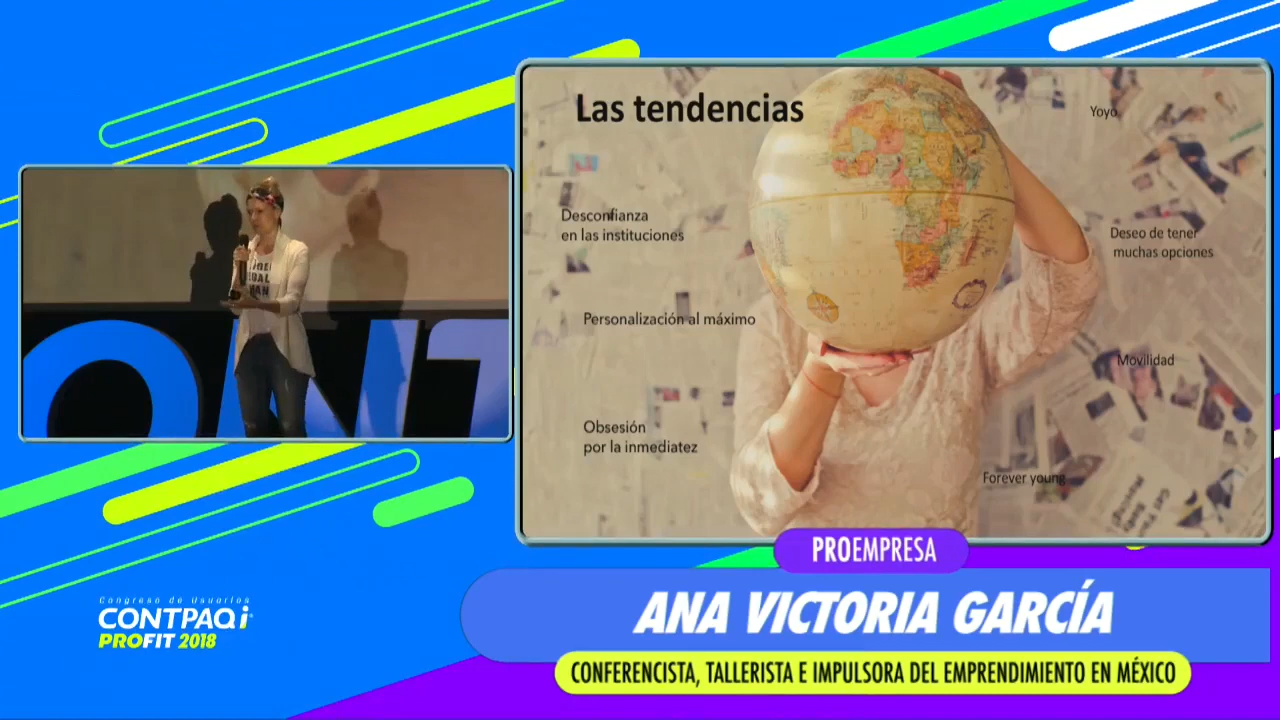 Las tendencias
Yoyo
Desconfianza
en las instituciones
Deseo de tener
muchas opciones
Personalización al máximo
Movilidad
Obsesión
por la inmediatez
Forever young
ONT
PROEMPRESA
ANA VICTORIA GARCÍA
CONFERENCISTA, TALLERISTA E IMPULSORA DEL EMPRENDIMIENTO EN MÉXICO
Congreso de Usuarios
CONTPAQi
PROFIT 2018